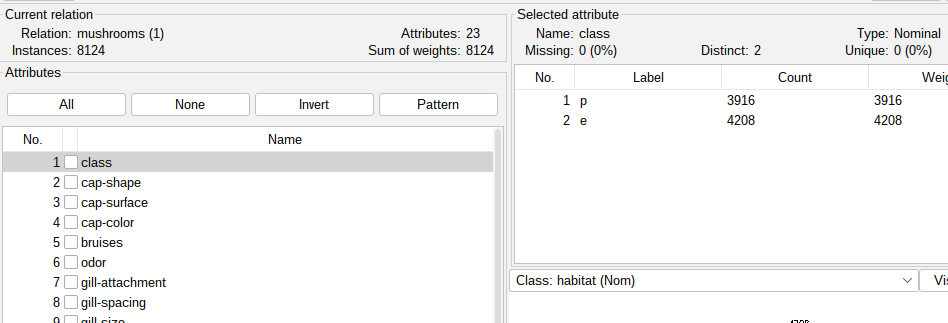 Current relation
Relation: mushrooms (1)
Attributes: 23
Instances: 8124
Sum of weights: 8124
Attributes
All
None
Invert
Pattern
No.
Name
1 class
2 cap-shape
3 cap-surface
4 cap-color
5 bruises
6 odor
7 gill-attachment
8 gill-spacing
9 gill-size
Selected attribute
Name: class
Type: Nominal
Missing: 0 (0%)
Distinct: 2
Unique: 0 (0%)
No. Label Count Weig
1 p 3916 3916
2 e 4208 4208
Class: habitat (Nom)
Vis
4208